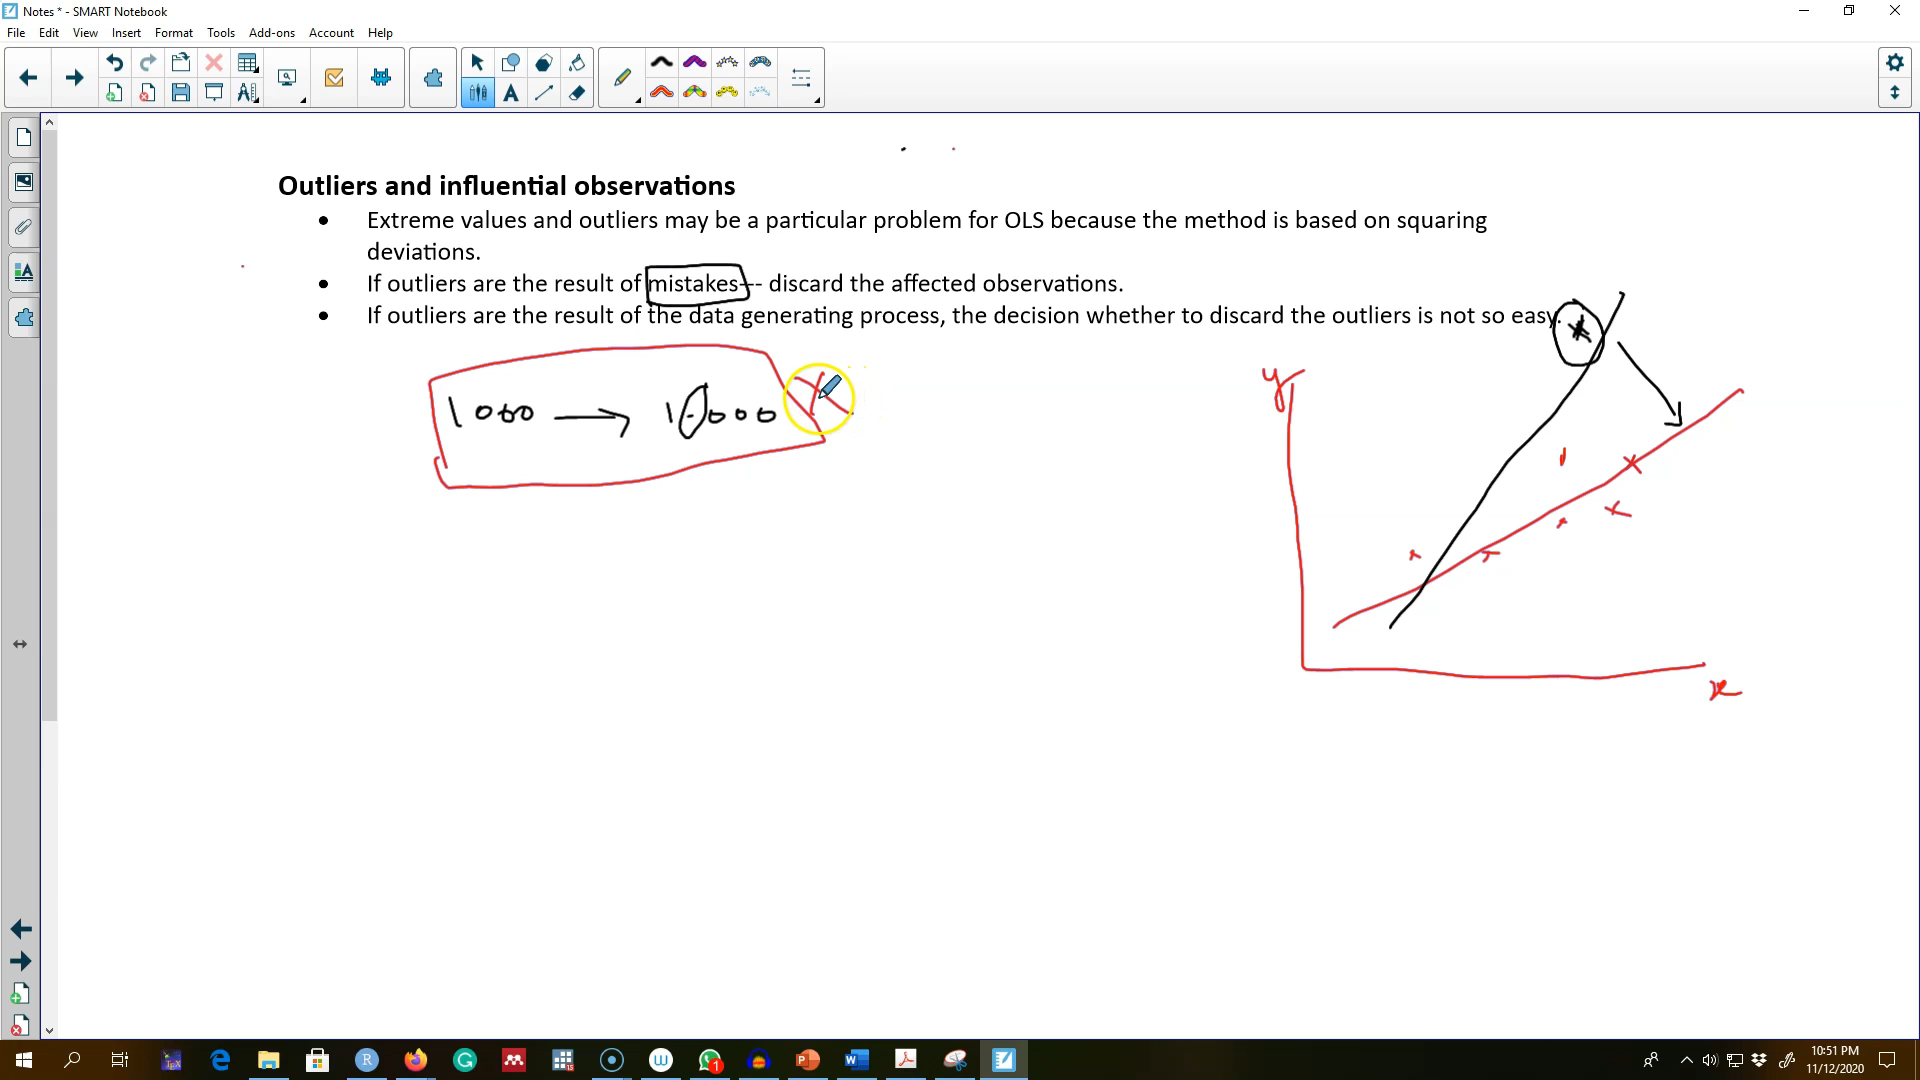 Notes * - SMART Notebook
File Edit View Insert Format Tools Add-ons Account Help
Outliers and influential observations
• Extreme values and outliers may be a particular problem for OLS because the method is based on squaring
deviations.
• If outliers are the result of mistakes-- discard the affected observations.
• If outliers are the result of the data generating process, the decision whether to discard the outliers is not so easy.
1000 → 10000
y
x
10:51 PM
11/12/2020